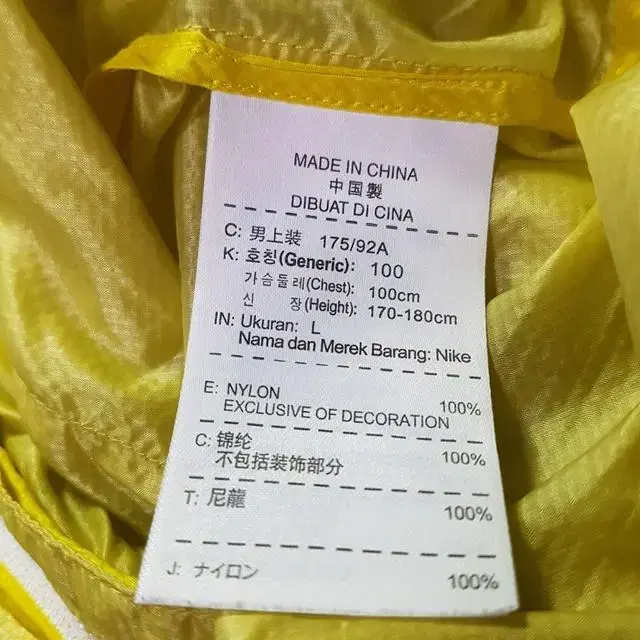 MADE IN CHINA
中国製
DIBUAT DI CINA
C: 男上装 175/92A
K: 호칭(Generic): 100
가슴둘레(Chest): 100cm
신 장(Height): 170-180cm
IN: Ukuran: L
Nama dan Merek Barang: Nike
E: NYLON 100%
EXCLUSIVE OF DECORATION
C: 锦纶 100%
不包括装饰部分
T: 尼龍 100%
J: ナイロン 100%